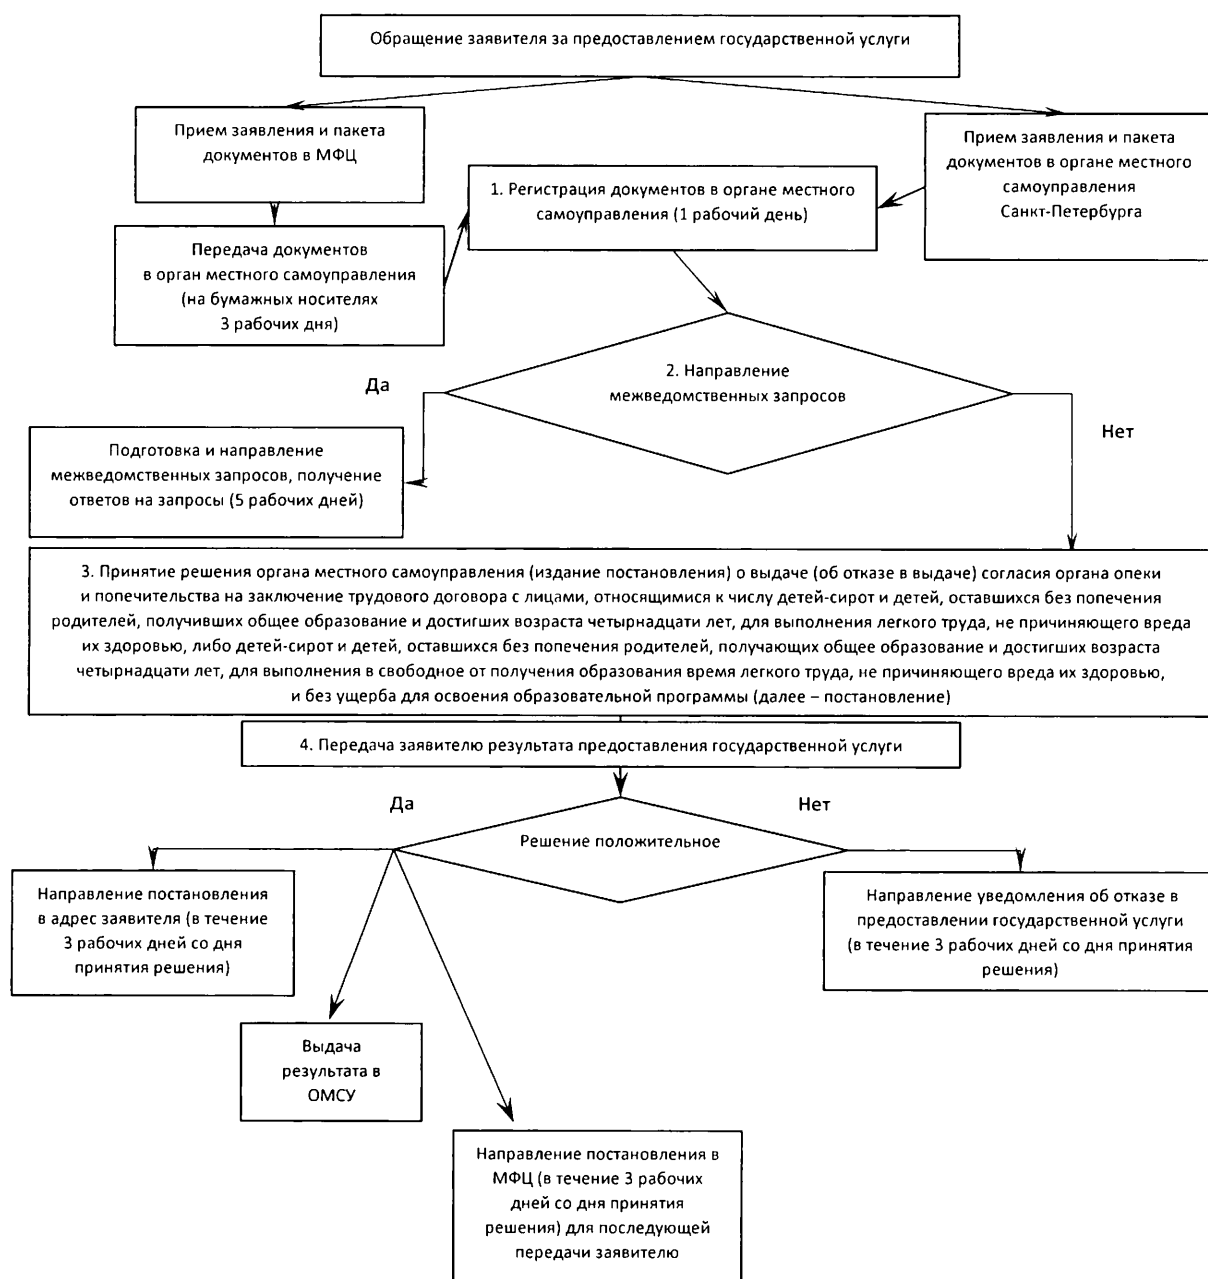 Обращение заявителя за предоставлением государственной услуги
Прием заявления и пакета
документов в МФЦ
Прием заявления и пакета
документов в органе местного
самоуправления
Санкт-Петербурга
1. Регистрация документов в органе местного
самоуправления (1 рабочий день)
Передача документов
в орган местного самоуправления
(на бумажных носителях
3 рабочих дня)
2. Направление
межведомственных запросов
Да
Нет
Подготовка и направление
межведомственных запросов, получение
ответов на запросы (5 рабочих дней)
3. Принятие решения органа местного самоуправления (издание постановления) о выдаче (об отказе в выдаче) согласия органа опеки
и попечительства на заключение трудового договора с лицами, относящимися к числу детей-сирот и детей, оставшихся без попечения
родителей, получивших общее образование и достигших возраста четырнадцати лет, для выполнения легкого труда, не причиняющего вреда
их здоровью, либо детей-сирот и детей, оставшихся без попечения родителей, получающих общее образование и достигших возраста
четырнадцати лет, для выполнения в свободное от получения образования время легкого труда, не причиняющего вреда их здоровью,
и без ущерба для освоения образовательной программы (далее – постановление)
4. Передача заявителю результата предоставления государственной услуги
Да
Нет
Решение положительное
Направление постановления
в адрес заявителя (в течение
3 рабочих дней со дня
принятия решения)
Направление уведомления об отказе в
предоставлении государственной услуги
(в течение 3 рабочих дней со дня принятия
решения)
Выдача
результата в
ОМСУ
Направление постановления в
МФЦ (в течение 3 рабочих
дней со дня принятия
решения) для последующей
передачи заявителю